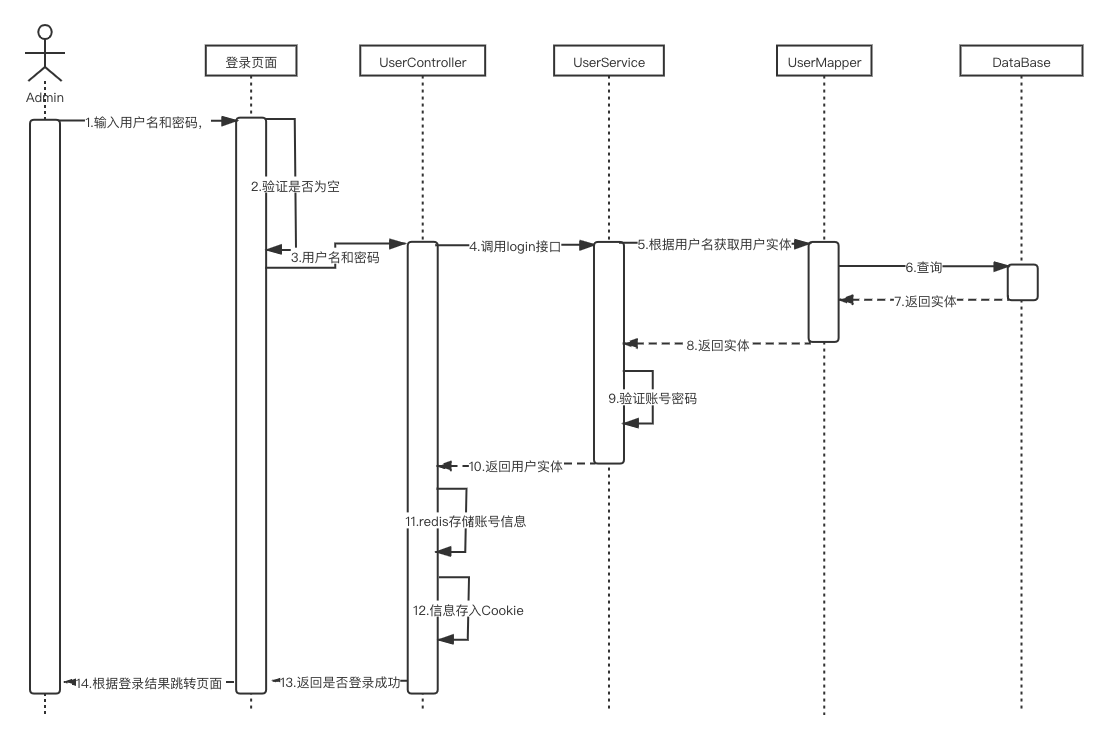 登录页面
UserController
UserService
UserMapper
DataBase
Admin
1.输入用户名和密码，
2.验证是否为空
3.用户名和密码
4.调用login接口
5.根据用户名获取用户实体
6.查询
7.返回实体
8.返回实体
9.验证账号密码
10.返回用户实体
11.redis存储账号信息
12.信息存入Cookie
13.返回是否登录成功
14.根据登录结果跳转页面